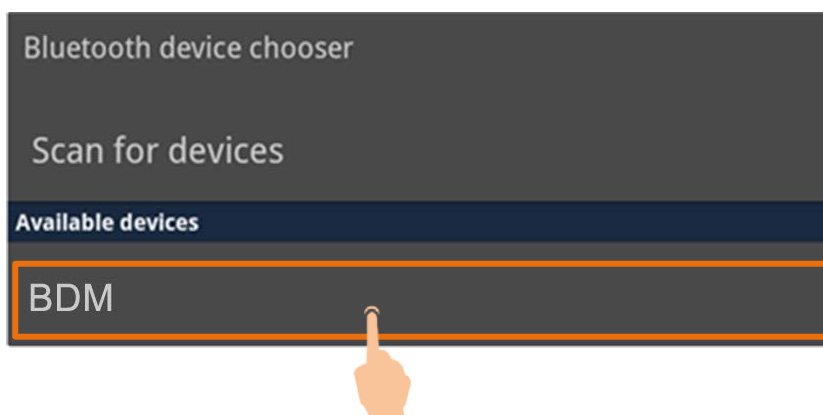 Bluetooth device chooser
Scan for devices
Available devices
BDM